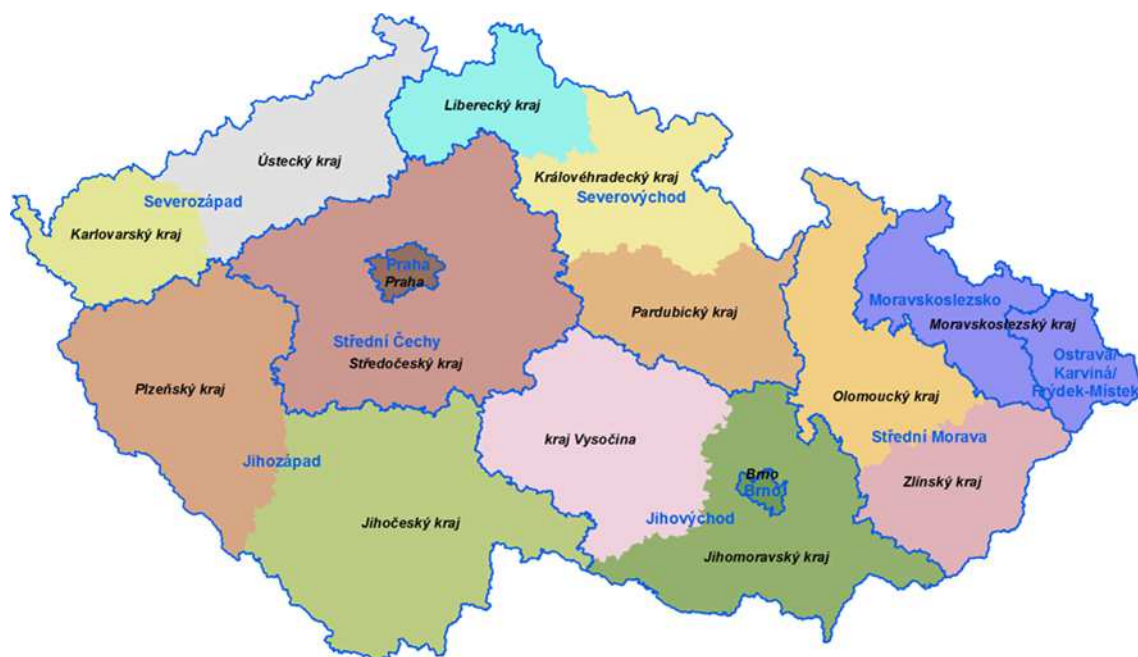 Liberecký kraj
Ústecký kraj
Královéhradecký kraj
Severovýchod
Severozápad
Karlovarský kraj
Praha
Praha
Moravskoslezsko
Pardubický kraj
Moravskoslezský kraj
Střední Čechy
Středočeský kraj
Ostrava/
Karviná/
Frýdek-Místek
Plzeňský kraj
Olomoucký kraj
kraj Vysočina
Střední Morava
Jihozápad
Brno
Brno
Zlínský kraj
Jihočeský kraj
Jihovýchod
Jihomoravský kraj